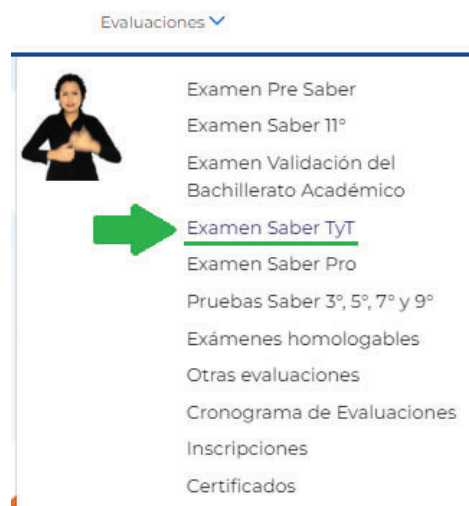 Evaluaciones
Examen Pre Saber
Examen Saber 11°
Examen Validación del
Bachillerato Académico
Examen Saber TyT
Examen Saber Pro
Pruebas Saber 3°, 5°, 7° y 9°
Exámenes homologables
Otras evaluaciones
Cronograma de Evaluaciones
Inscripciones
Certificados